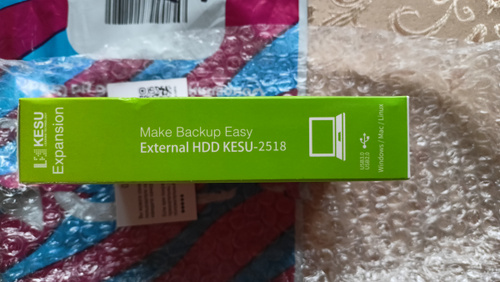 KESU
Expansion
Make Backup Easy
External HDD KESU-2518
USB3.0
USB2.0
Windows / Mac / Linux